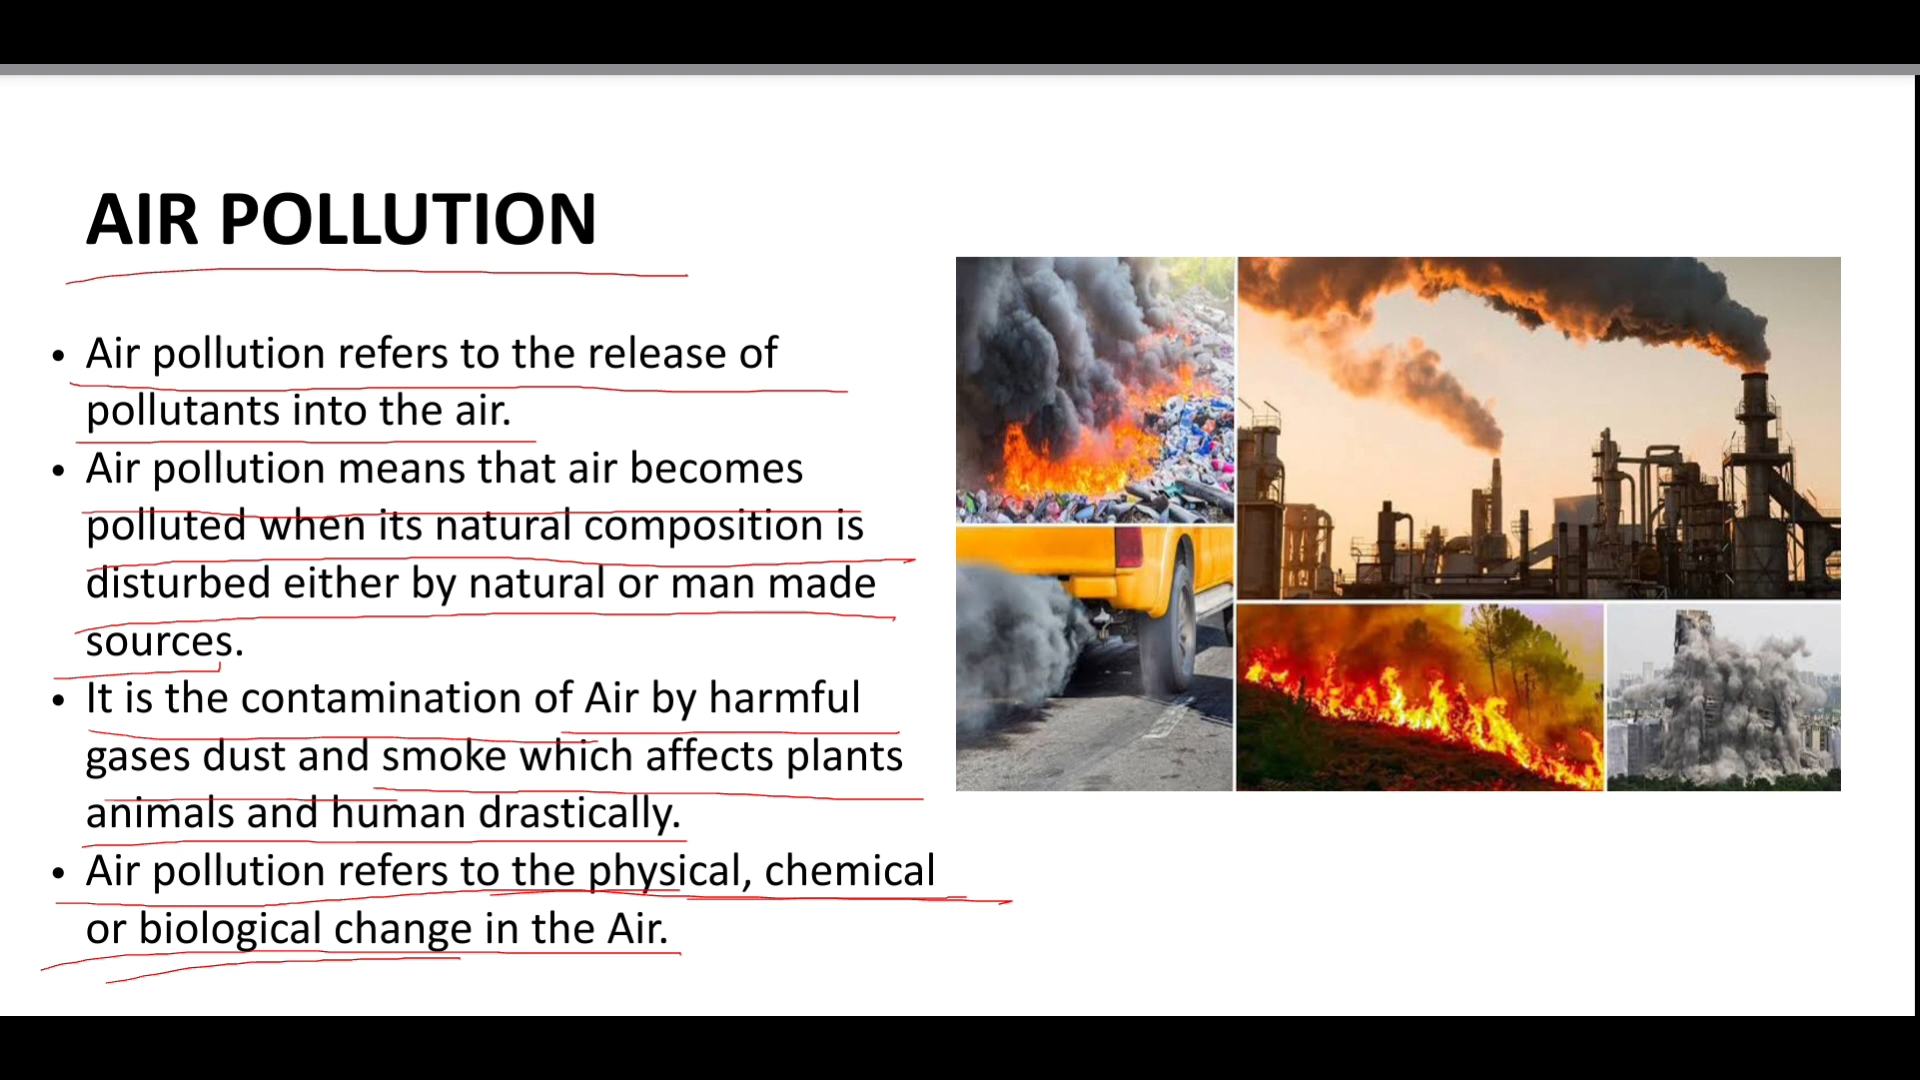 AIR POLLUTION
• Air pollution refers to the release of
pollutants into the air.
• Air pollution means that air becomes
polluted when its natural composition is
disturbed either by natural or man made
sources.
• It is the contamination of Air by harmful
gases dust and smoke which affects plants
animals and human drastically.
• Air pollution refers to the physical, chemical
or biological change in the Air.